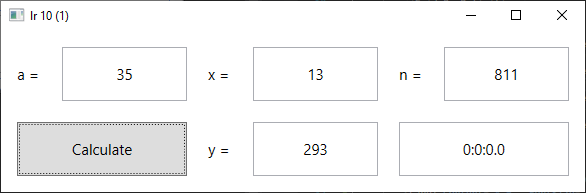 lr 10 (1)
a = 35 x = 13 n = 811
Calculate y = 293 0:0:0.0